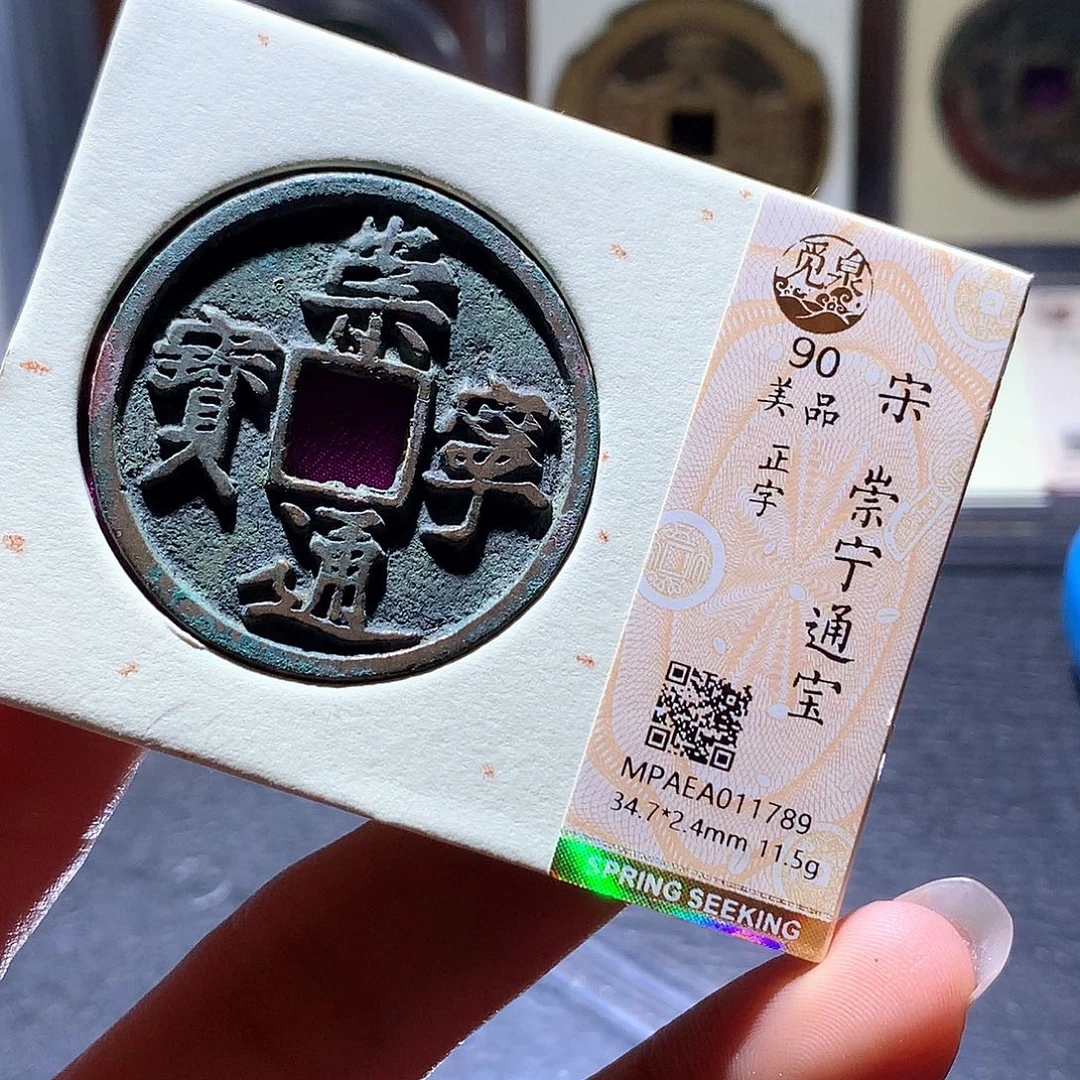 崇
寧
通
寶
觅泉
90
美品
正字
宋 崇宁通宝
MPAEA011789
34.7*2.4mm 11.5g
SPRING SEEKING